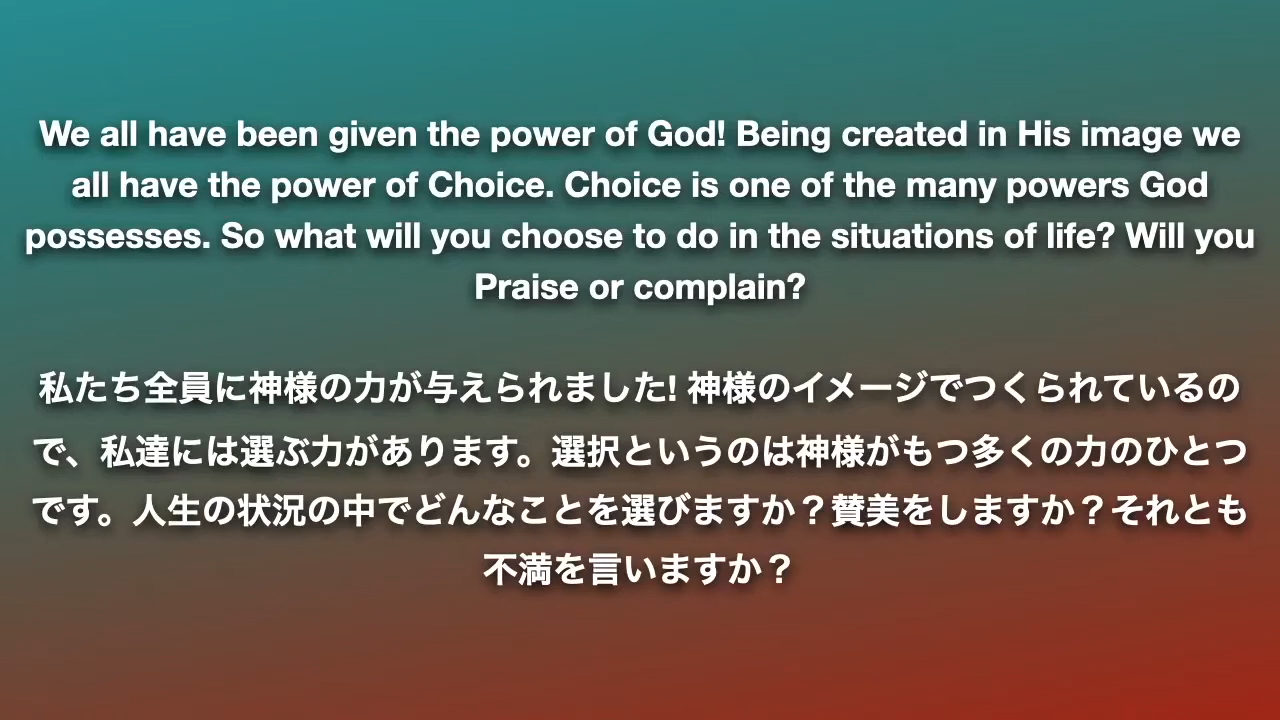 We all have been given the power of God! Being created in His image we
all have the power of Choice. Choice is one of the many powers God
possesses. So what will you choose to do in the situations of life? Will you
Praise or complain?
私たち全員に神様の力が与えられました! 神様のイメージでつくられているの
で、私達には選ぶ力があります。選択というのは神様がもつ多くの力のひとつ
です。人生の状況の中でどんなことを選びますか？賛美をしますか？それとも
不満を言いますか？